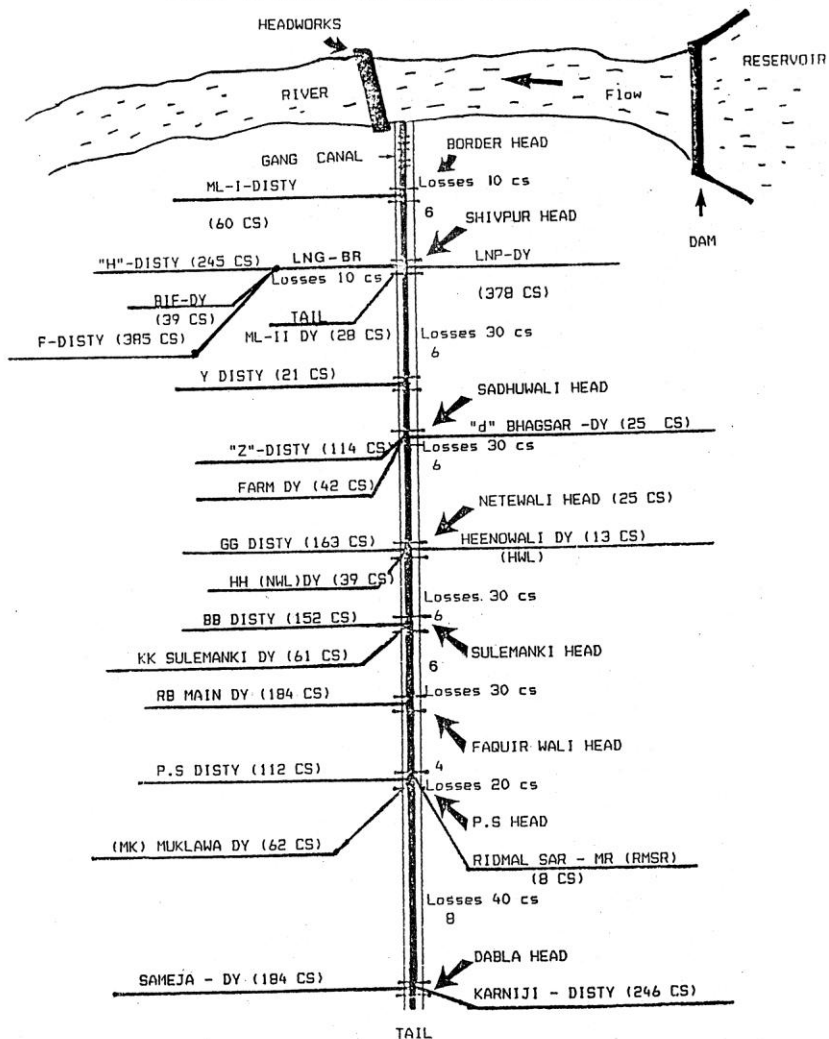 HEADWORKS
RESERVOIR
RIVER
Flow
GANG CANAL
BORDER HEAD
ML-I-DISTY
Losses 10 cs
(60 CS)
6
SHIVPUR HEAD
DAM
"H"-DISTY (245 CS)
LNG-BR
LNP-DY
Losses 10 cs
(378 CS)
BIF-DY
(39 CS)
TAIL
F-DISTY (385 CS)
ML-II DY (28 CS)
Losses 30 cs
6
Y DISTY (21 CS)
SADHUWALI HEAD
"d" BHAGSAR -DY (25 CS)
"Z"-DISTY (114 CS)
Losses 30 cs
6
FARM DY (42 CS)
NETEWALI HEAD (25 CS)
GG DISTY (163 CS)
HEENOWALI DY (13 CS)
(HWL)
HH (NWL)DY (39 CS)
Losses. 30 cs
BB DISTY (152 CS)
6
SULEMANKI HEAD
KK SULEMANKI DY (61 CS)
6
RB MAIN DY (184 CS)
Losses 30 cs
FAQUIR WALI HEAD
P.S DISTY (112 CS)
4
Losses 20 cs
P.S HEAD
(MK) MUKLAWA DY (62 CS)
RIDMAL SAR - MR (RMSR)
(8 CS)
Losses 40 cs
8
DABLA HEAD
SAMEJA - DY (184 CS)
KARNIJI - DISTY (246 CS)
TAIL